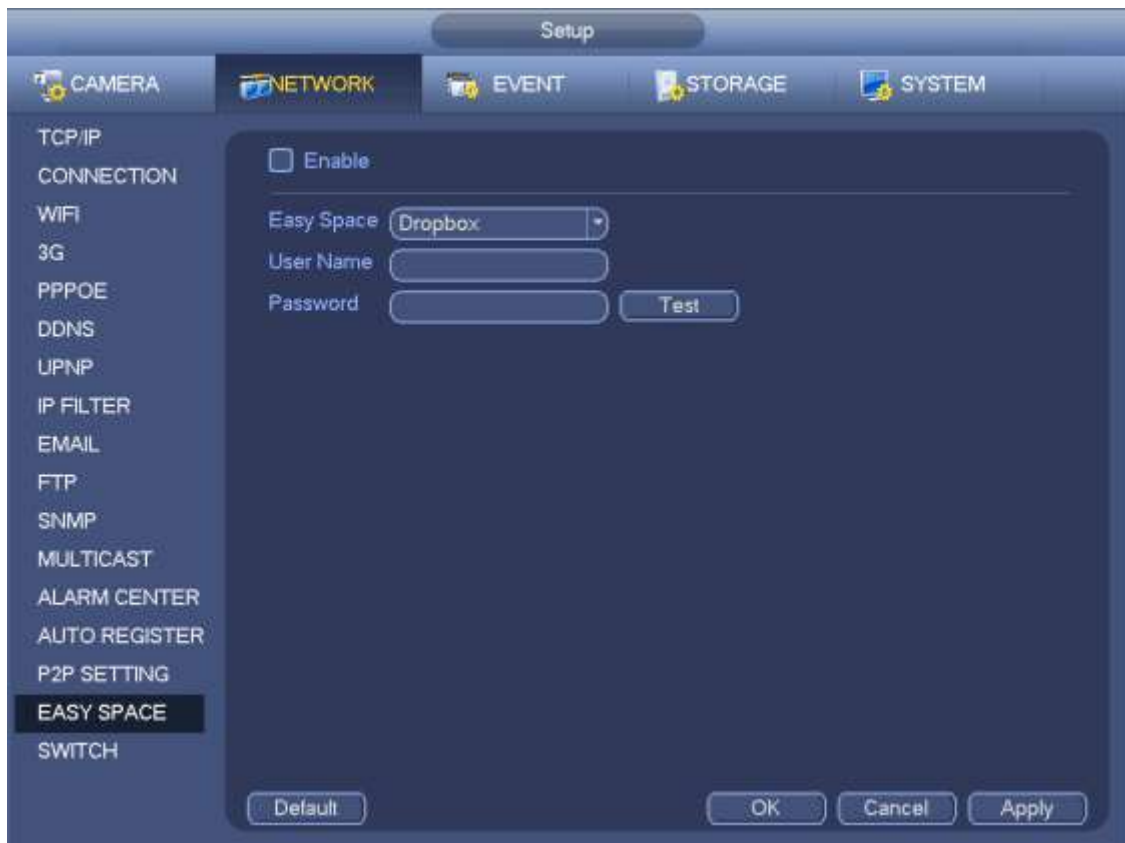 Setup
CAMERA NETWORK EVENT STORAGE SYSTEM
TCP/IP
CONNECTION
WIFI
3G
PPPOE
DDNS
UPNP
IP FILTER
EMAIL
FTP
SNMP
MULTICAST
ALARM CENTER
AUTO REGISTER
P2P SETTING
EASY SPACE
SWITCH
Enable
Easy Space Dropbox
User Name
Password Test
Default OK Cancel Apply